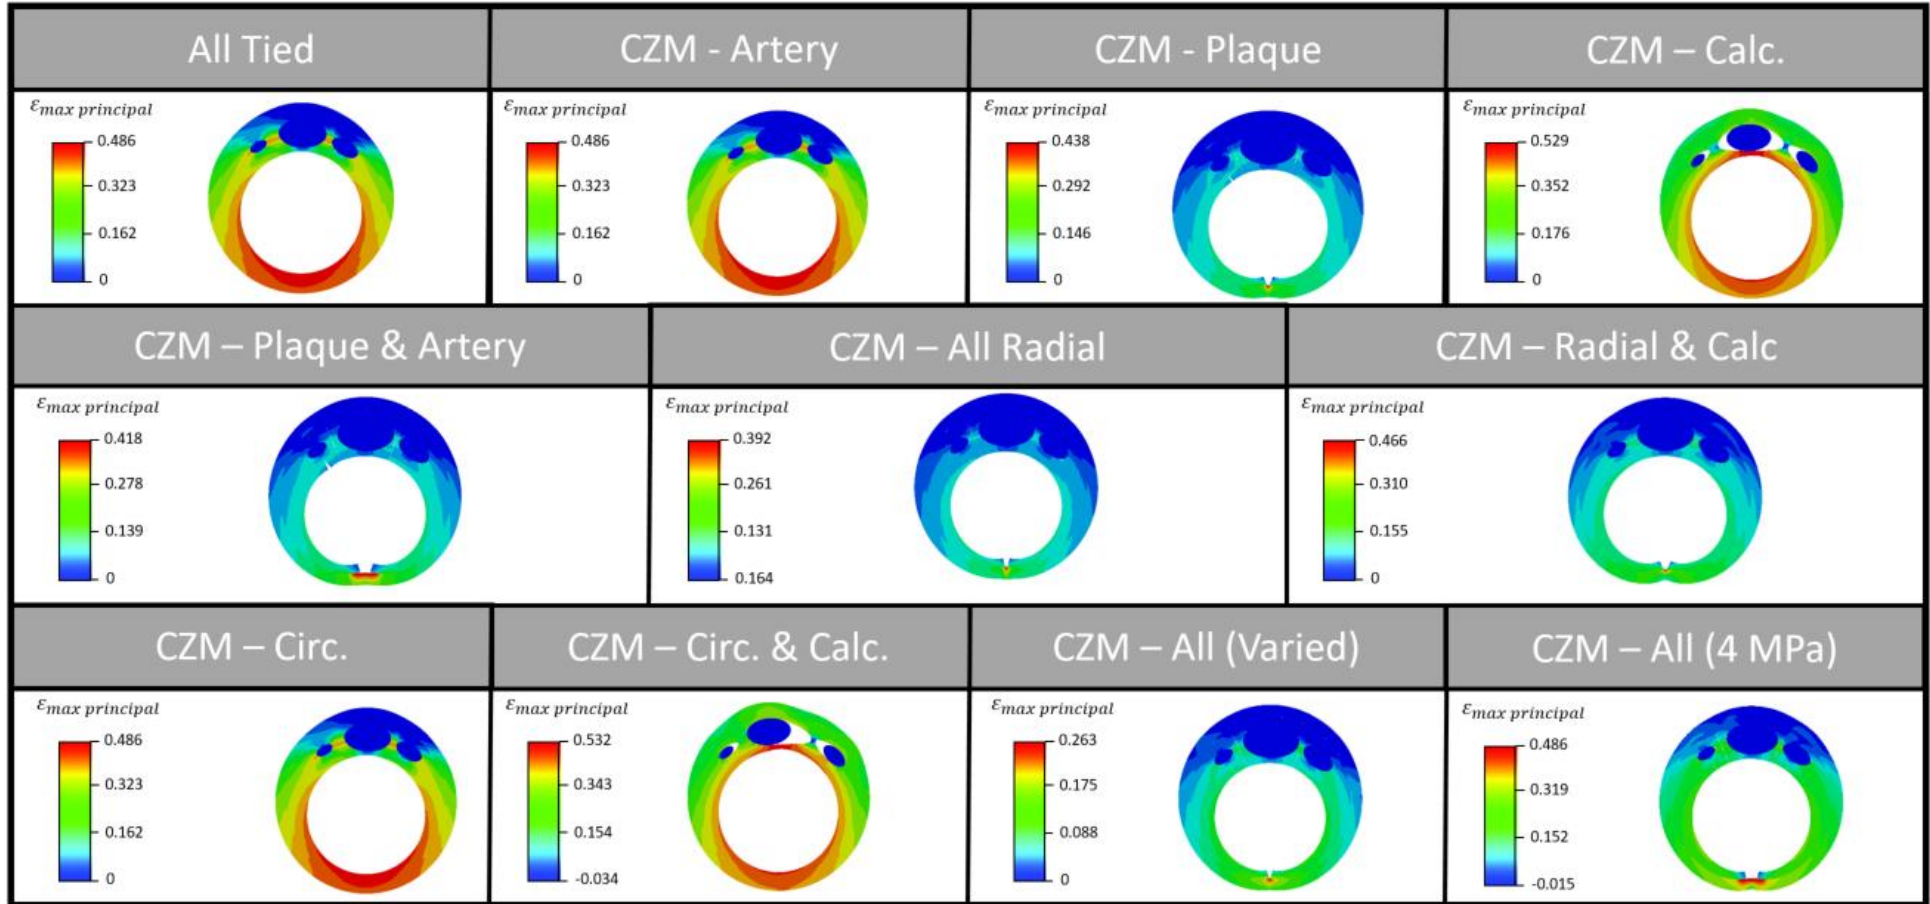 All Tied
CZM - Artery
CZM - Plaque
CZM – Calc.
εmax principal
0.486
0.323
0.162
0
εmax principal
0.486
0.323
0.162
0
εmax principal
0.438
0.292
0.146
0
εmax principal
0.529
0.352
0.176
0
CZM – Plaque & Artery
CZM – All Radial
CZM – Radial & Calc
εmax principal
0.418
0.278
0.139
0
εmax principal
0.392
0.261
0.131
0.164
εmax principal
0.466
0.310
0.155
0
CZM – Circ.
CZM – Circ. & Calc.
CZM – All (Varied)
CZM – All (4 MPa)
εmax principal
0.486
0.323
0.162
0
εmax principal
0.532
0.343
0.154
-0.034
εmax principal
0.263
0.175
0.088
0
εmax principal
0.486
0.319
0.152
-0.015